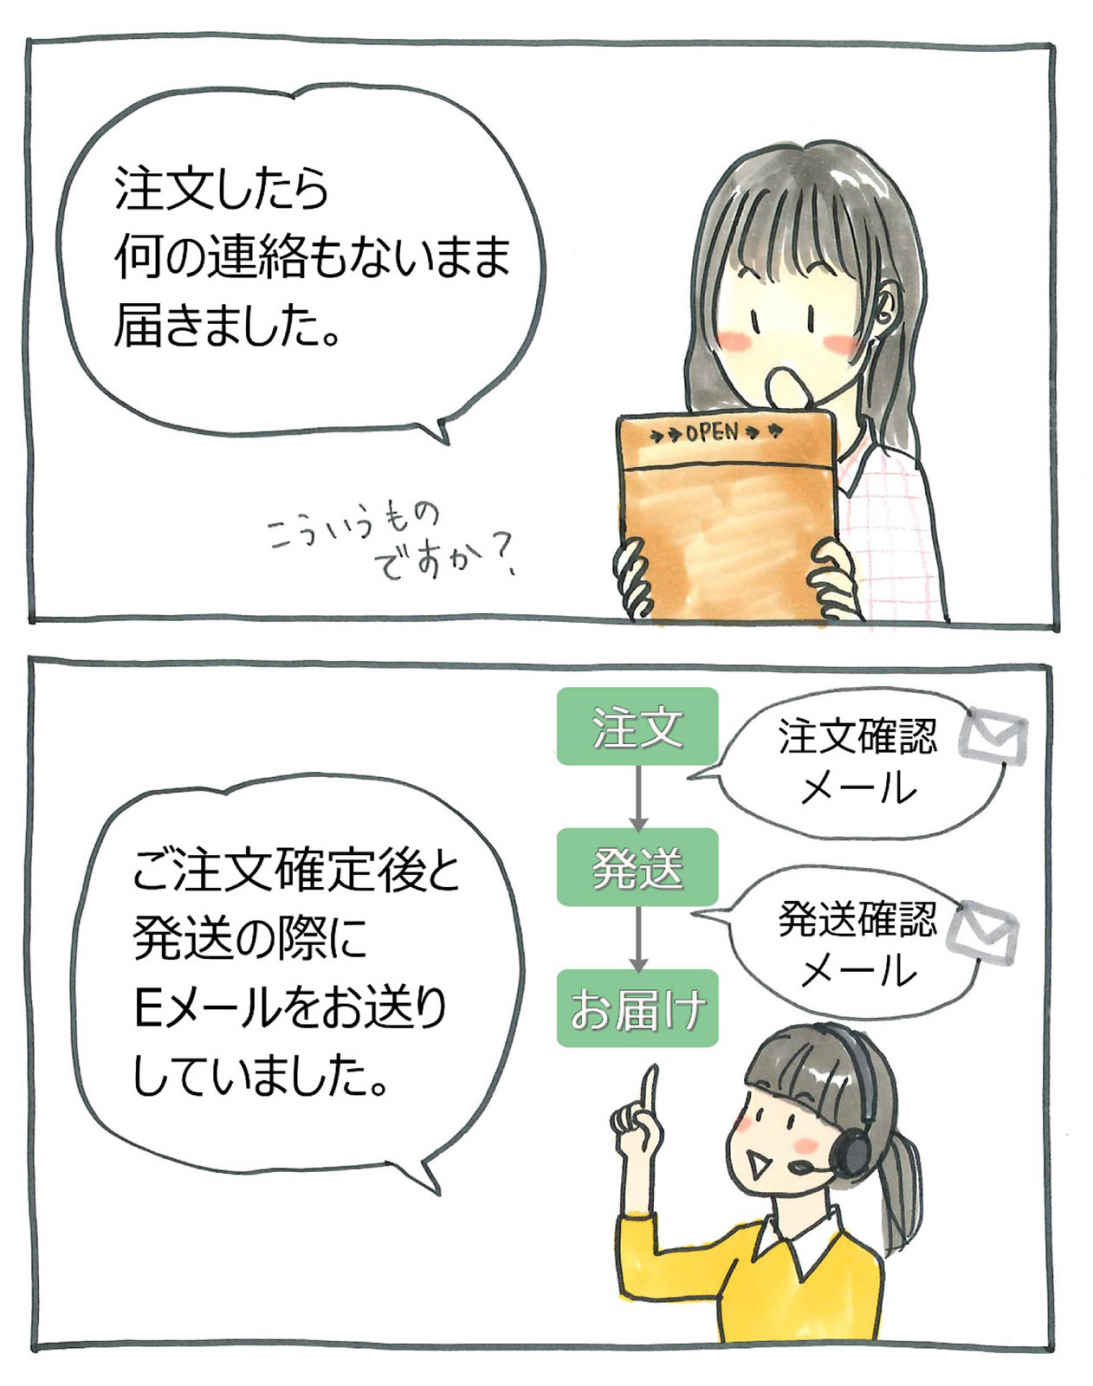 注文したら
何の連絡もないまま
届きました。
OPEN
こういうもの
ですか?
注文
注文確認
メール
発送
発送確認
メール
お届け
ご注文確定後と
発送の際に
Eメールをお送り
していました。